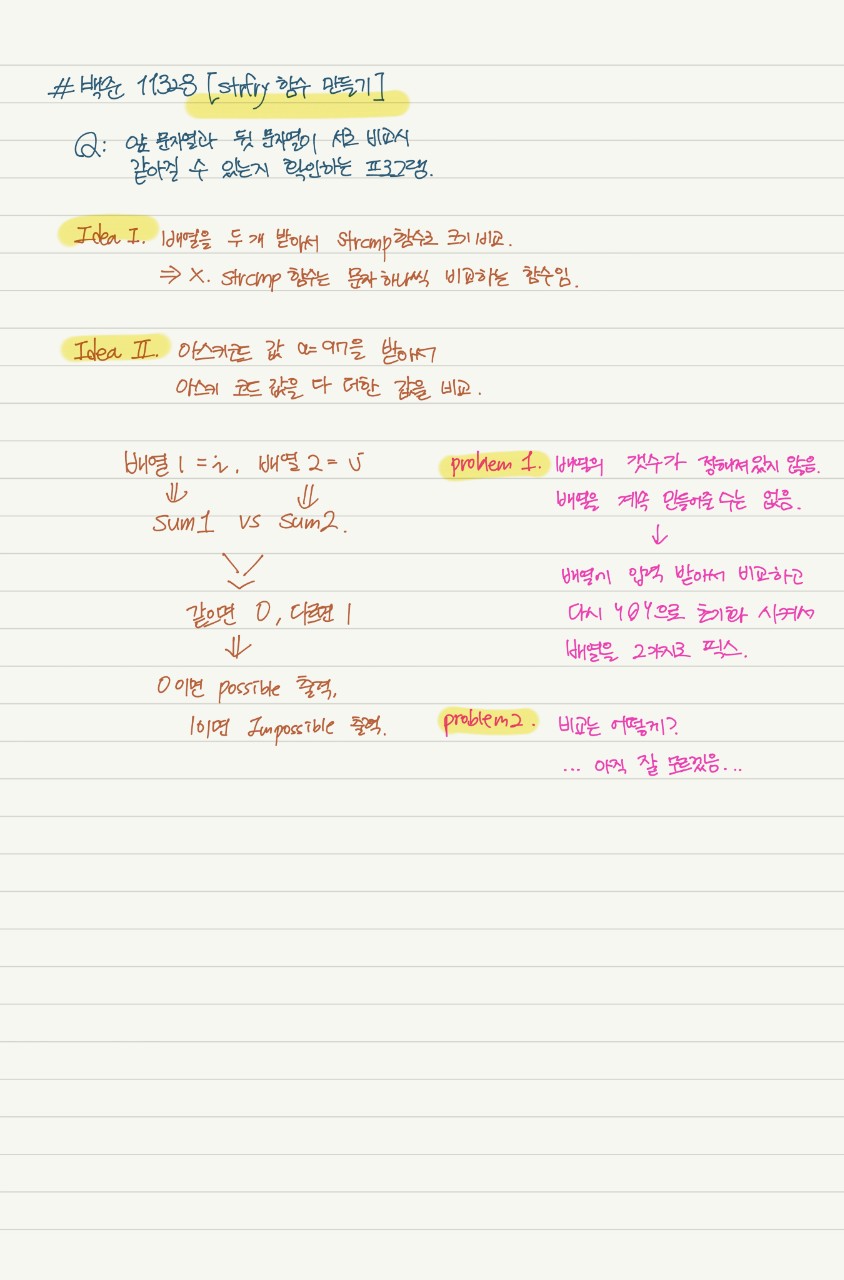 # 백준 11328 [strfry 함수 만들기]
Q: 앞 문자열과 뒷 문자열이 서로 비교시
같아질 수 있는지 확인하는 프로그램.
Idea I. 배열을 두개 받아서 strcmp함수로 크기비교.
⇒ X. strcmp 함수는 문자하나씩 비교하는 함수임.
Idea II. 아스키코드 값 a=97을 받아서
아스키 코드값을 다 더한 값을 비교.
배열1=i, 배열2=j
⇓ ⇓
sum1 vs sum2.
같으면 0, 다르면 1
⇓
0이면 possible 출력,
1이면 Impossible 출력.
problem 1. 배열의 갯수가 정해져있지 않음.
배열을 계속 만들어줄수는 없음.
↓
배열에 입력 받아서 비교하고
다시 '0'으로 초기화 시켜서
배열을 2가지로 픽스.
problem2. 비교는 어떻게?
... 아직 잘 모르겠음...